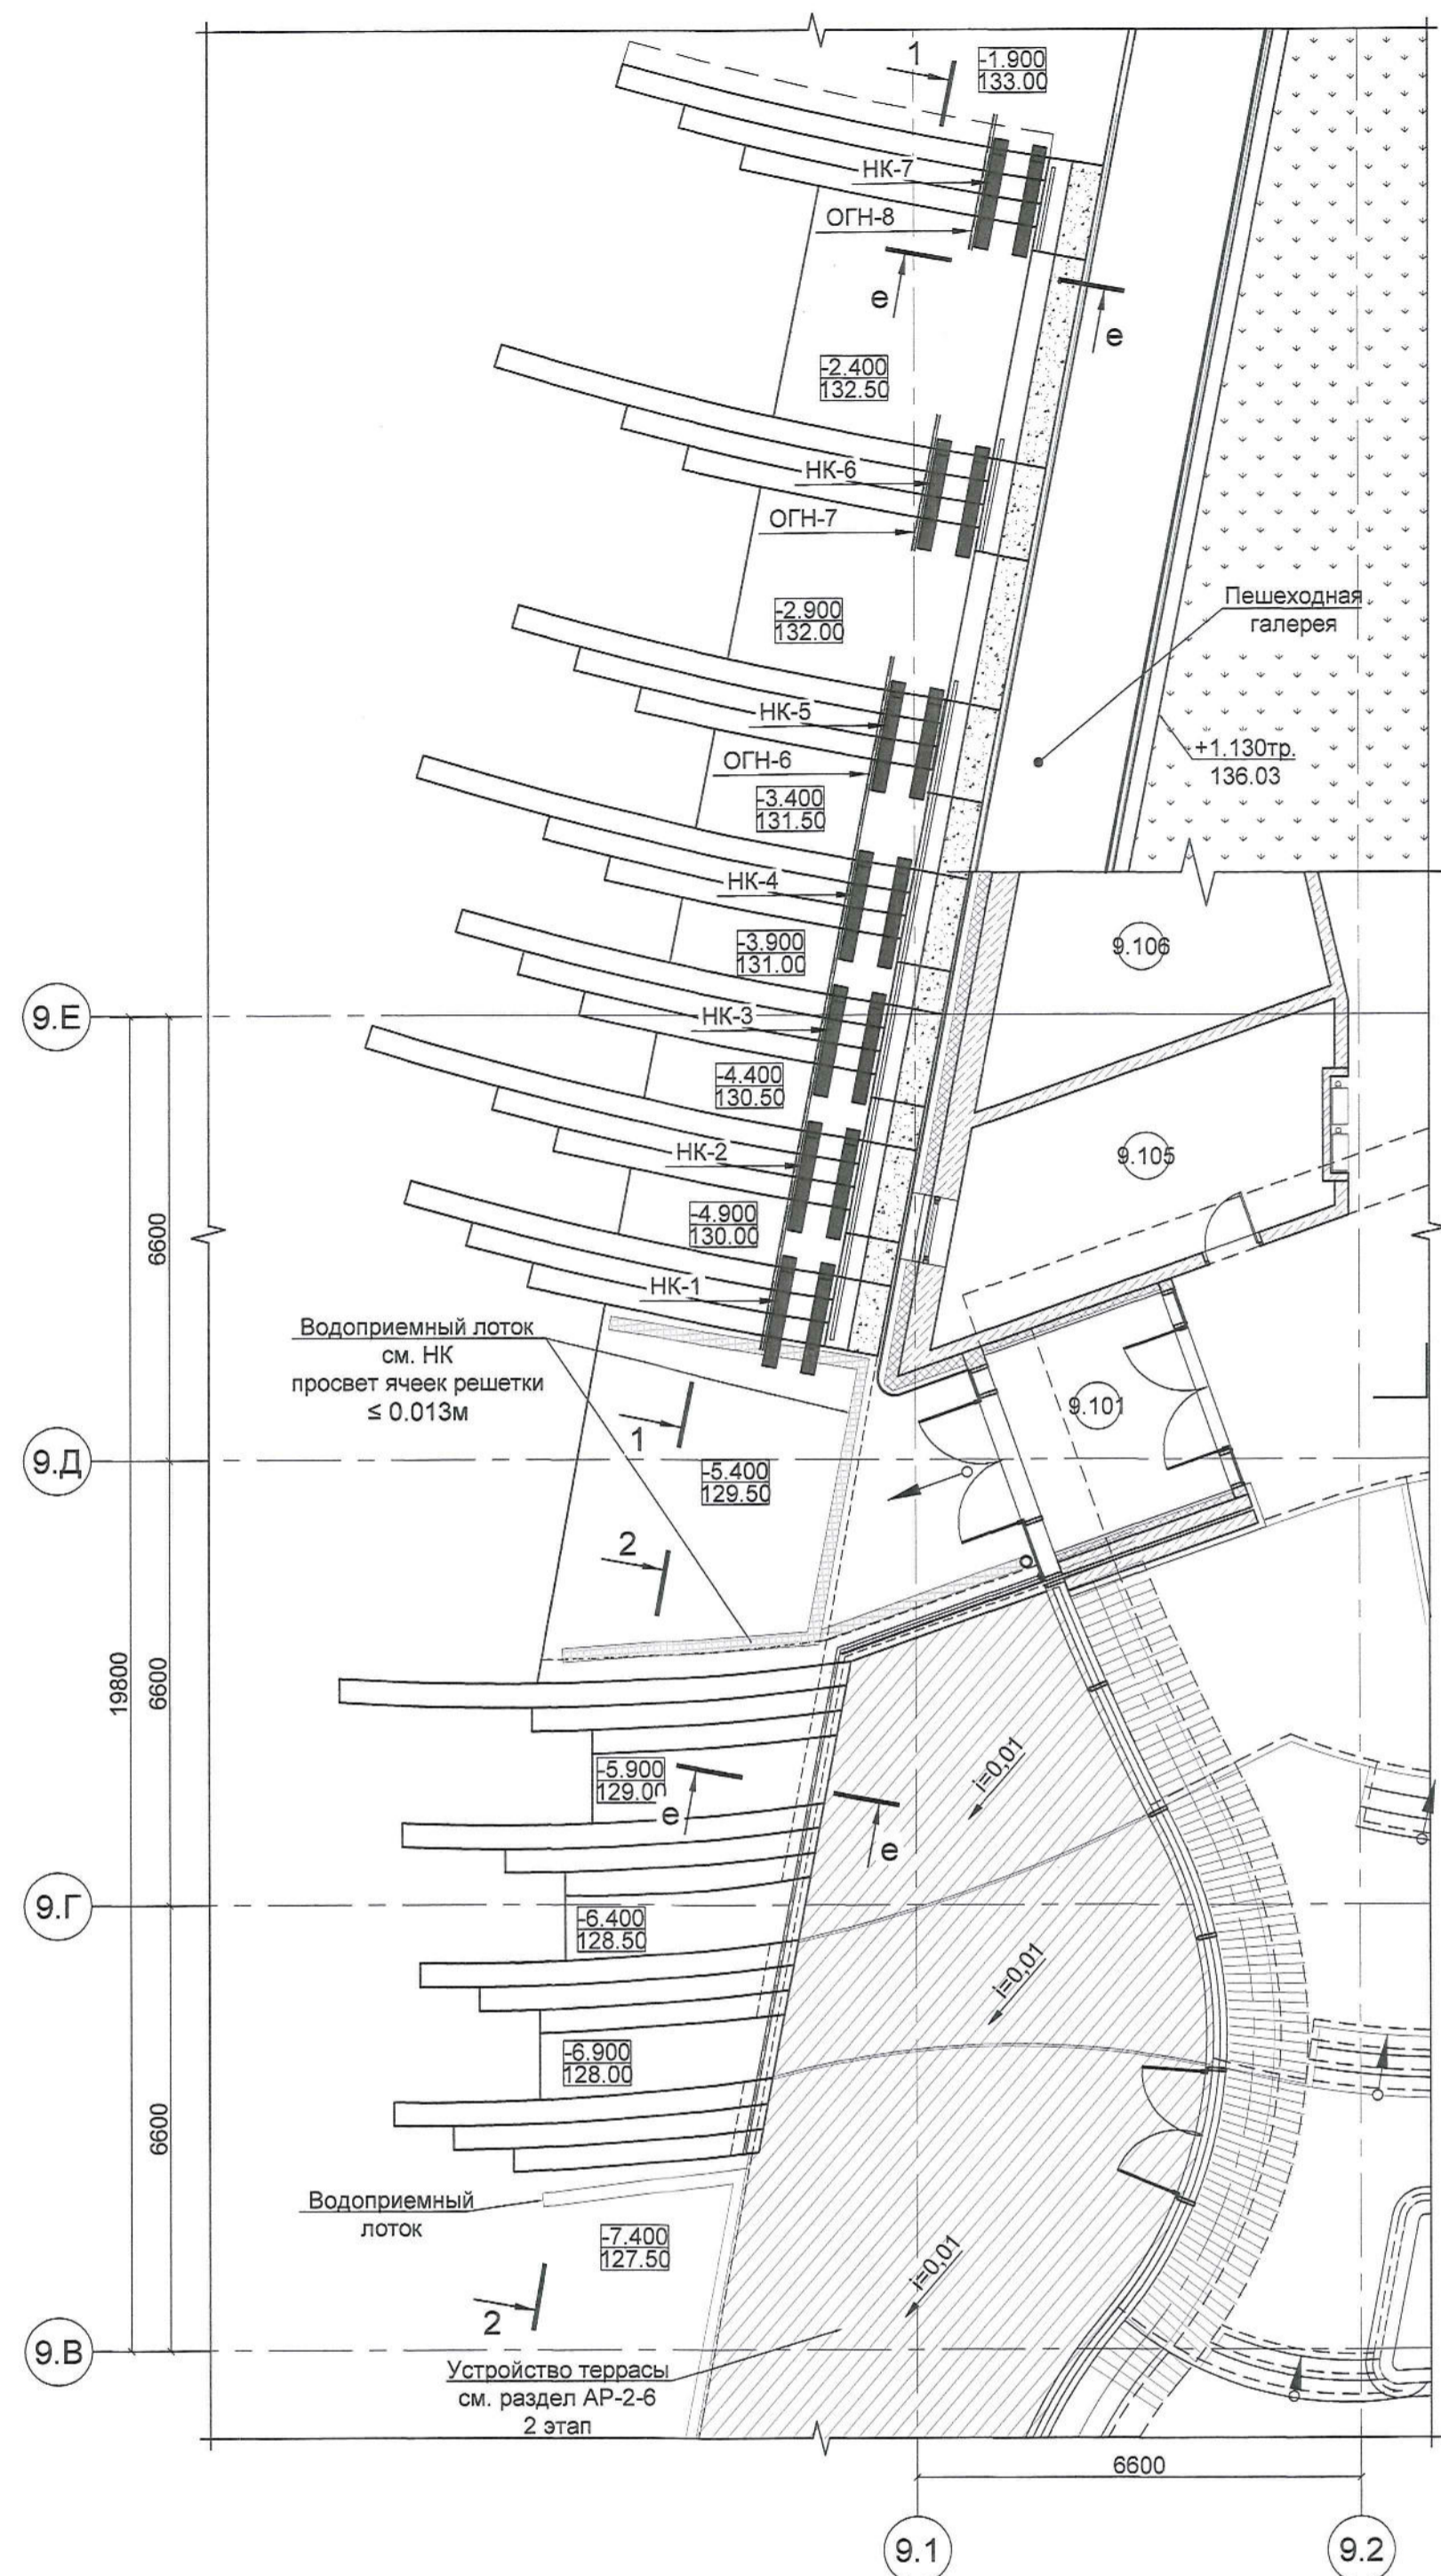 1
-1.900
133.00
НК-7
ОГН-8
е
е
-2.400
132.50
НК-6
ОГН-7
Пешеходная
галерея
-2.900
132.00
НК-5
+1.130тр.
136.03
ОГН-6
-3.400
131.50
НК-4
-3.900
131.00
9.106
9.Е
НК-3
-4.400
130.50
НК-2
9.105
-4.900
130.00
6600
НК-1
Водоприемный лоток
см. НК
просвет ячеек решетки
≤ 0.013м
9.101
1
9.Д
-5.400
129.50
2
19800
6600
-5.900
129.00
е
е
i=0,01
9.Г
-6.400
128.50
i=0,01
-6.900
128.00
6600
Водоприемный
лоток
-7.400
127.50
i=0,01
2
9.В
Устройство террасы
см. раздел АР-2-6
2 этап
6600
9.1
9.2